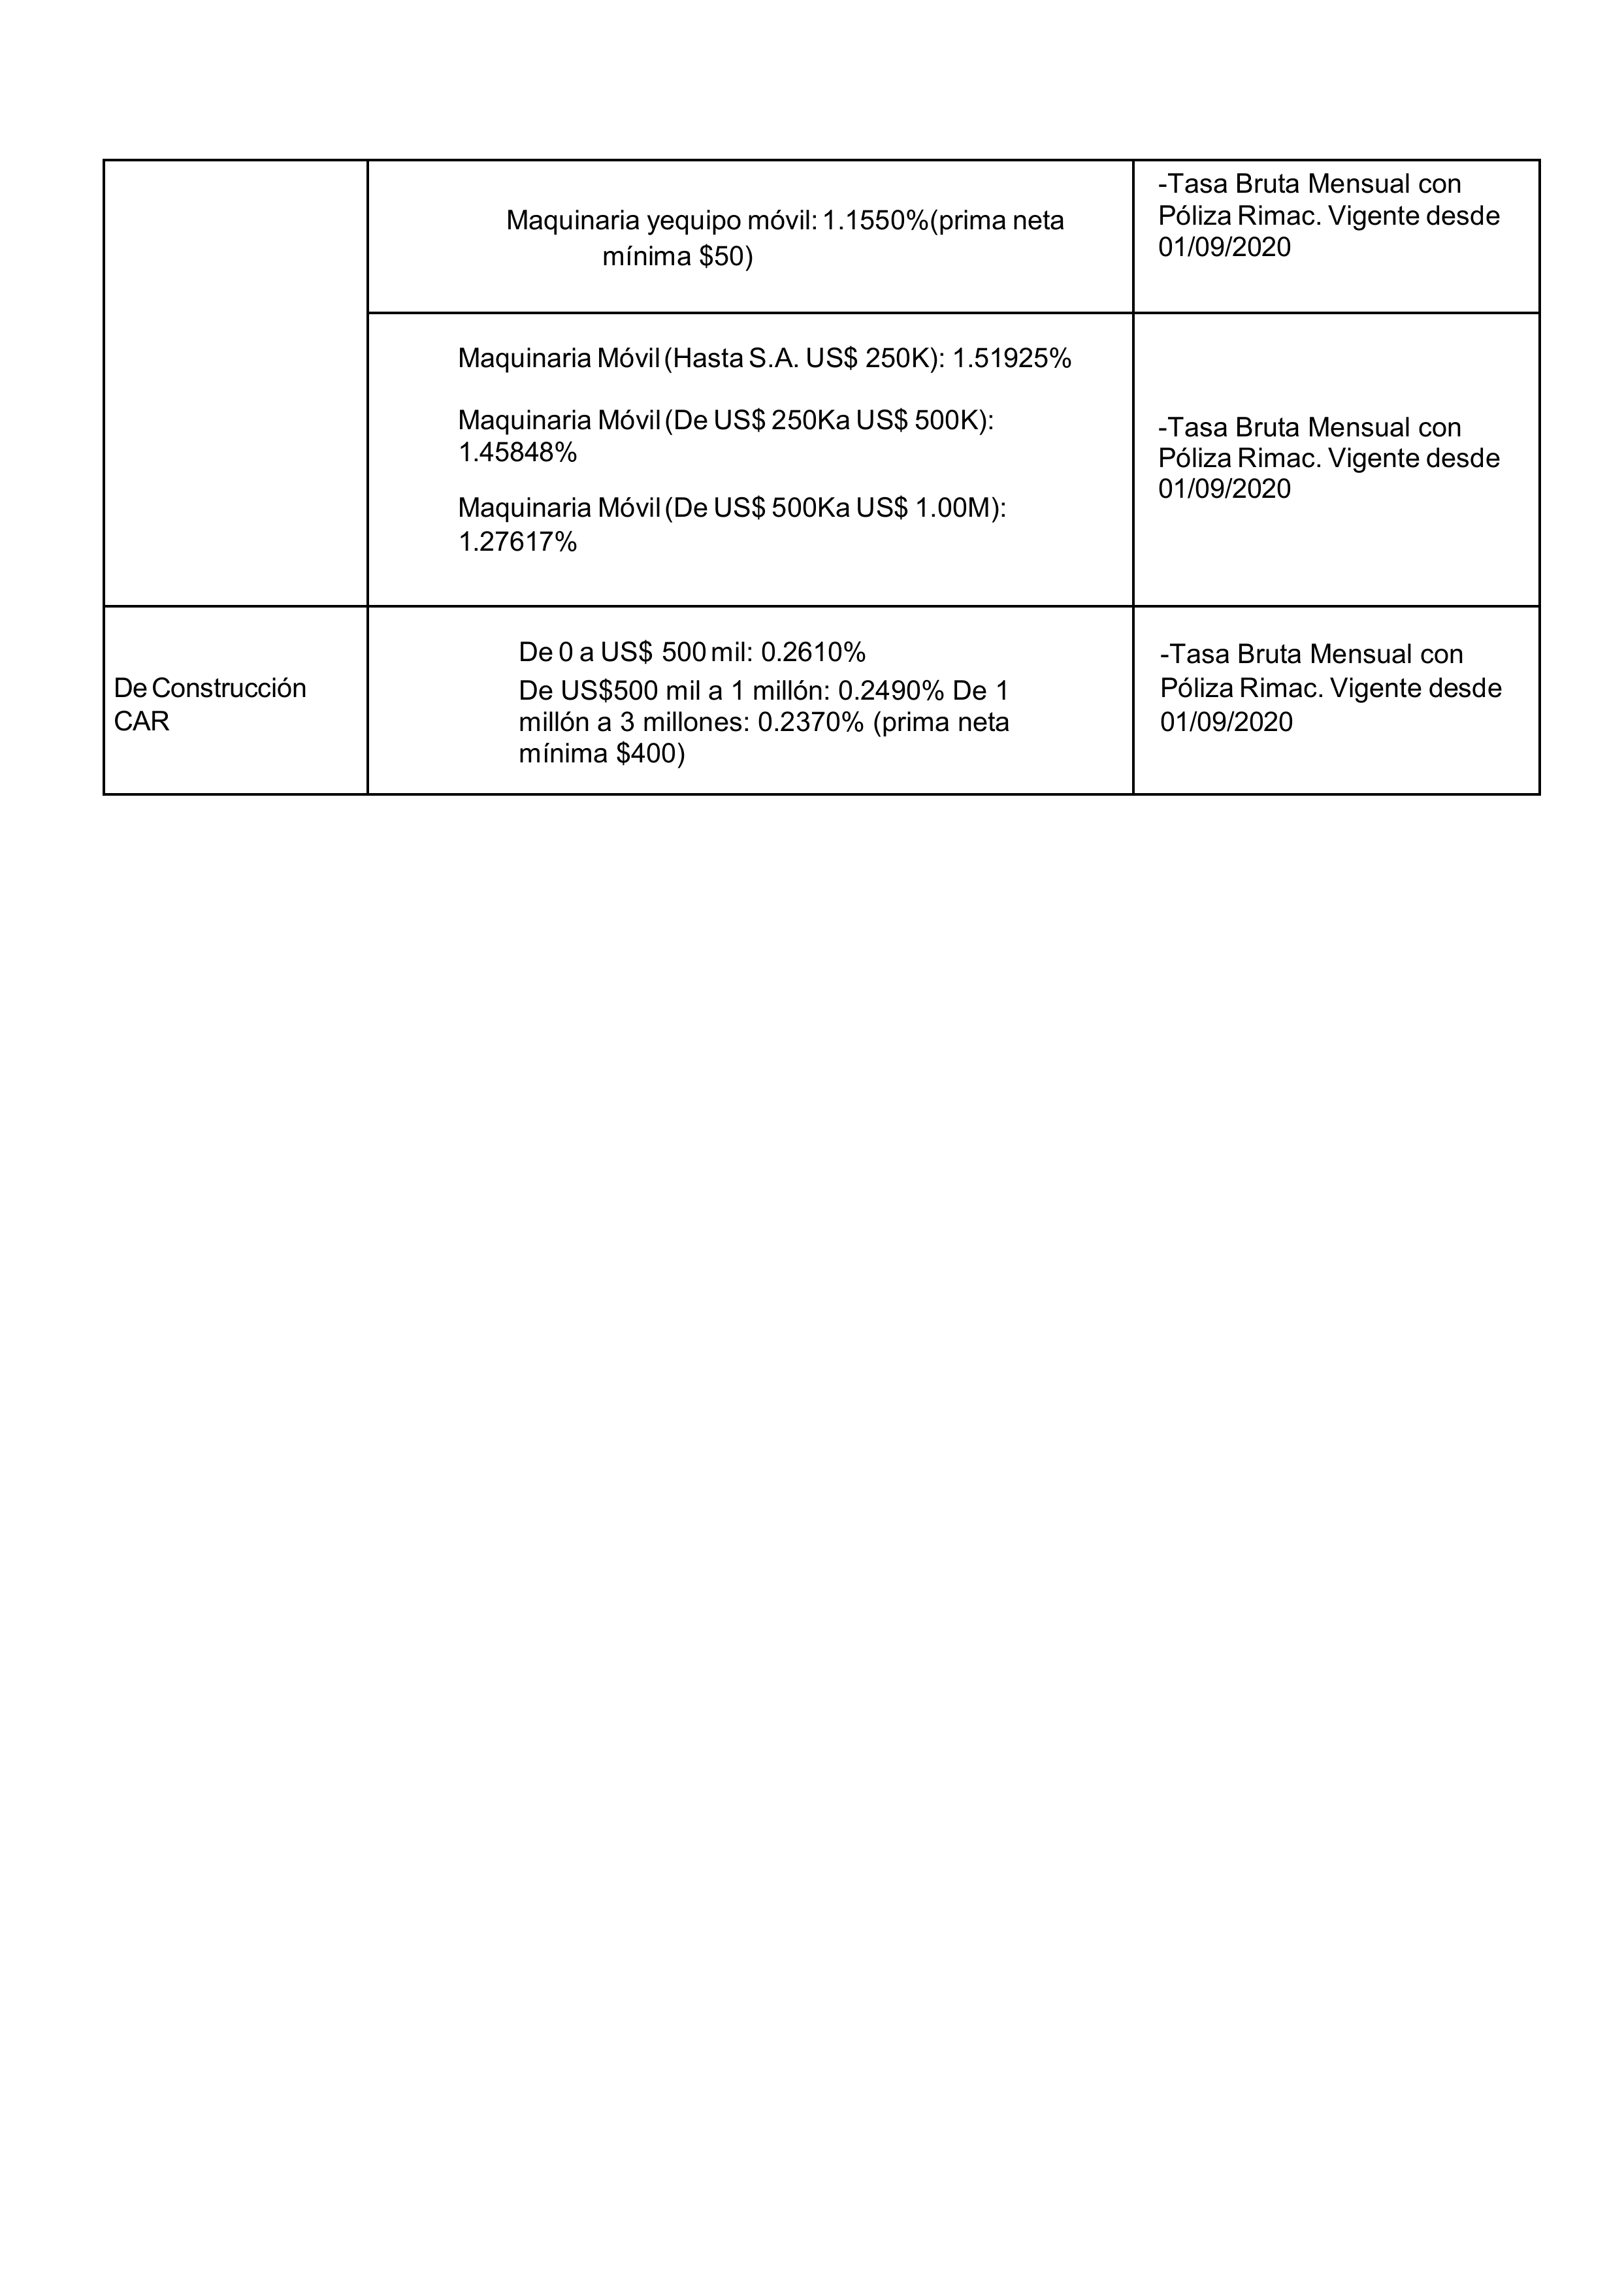 Maquinaria yequipo móvil: 1.1550%(prima neta
mínima $50)
-Tasa Bruta Mensual con
Póliza Rimac. Vigente desde
01/09/2020
Maquinaria Móvil (Hasta S.A. US$ 250K): 1.51925%
Maquinaria Móvil (De US$ 250Ka US$ 500K):
1.45848%
Maquinaria Móvil (De US$ 500Ka US$ 1.00M):
1.27617%
-Tasa Bruta Mensual con
Póliza Rimac. Vigente desde
01/09/2020
De Construcción
CAR
De 0 a US$ 500 mil: 0.2610%
De US$500 mil a 1 millón: 0.2490% De 1
millón a 3 millones: 0.2370% (prima neta
mínima $400)
-Tasa Bruta Mensual con
Póliza Rimac. Vigente desde
01/09/2020